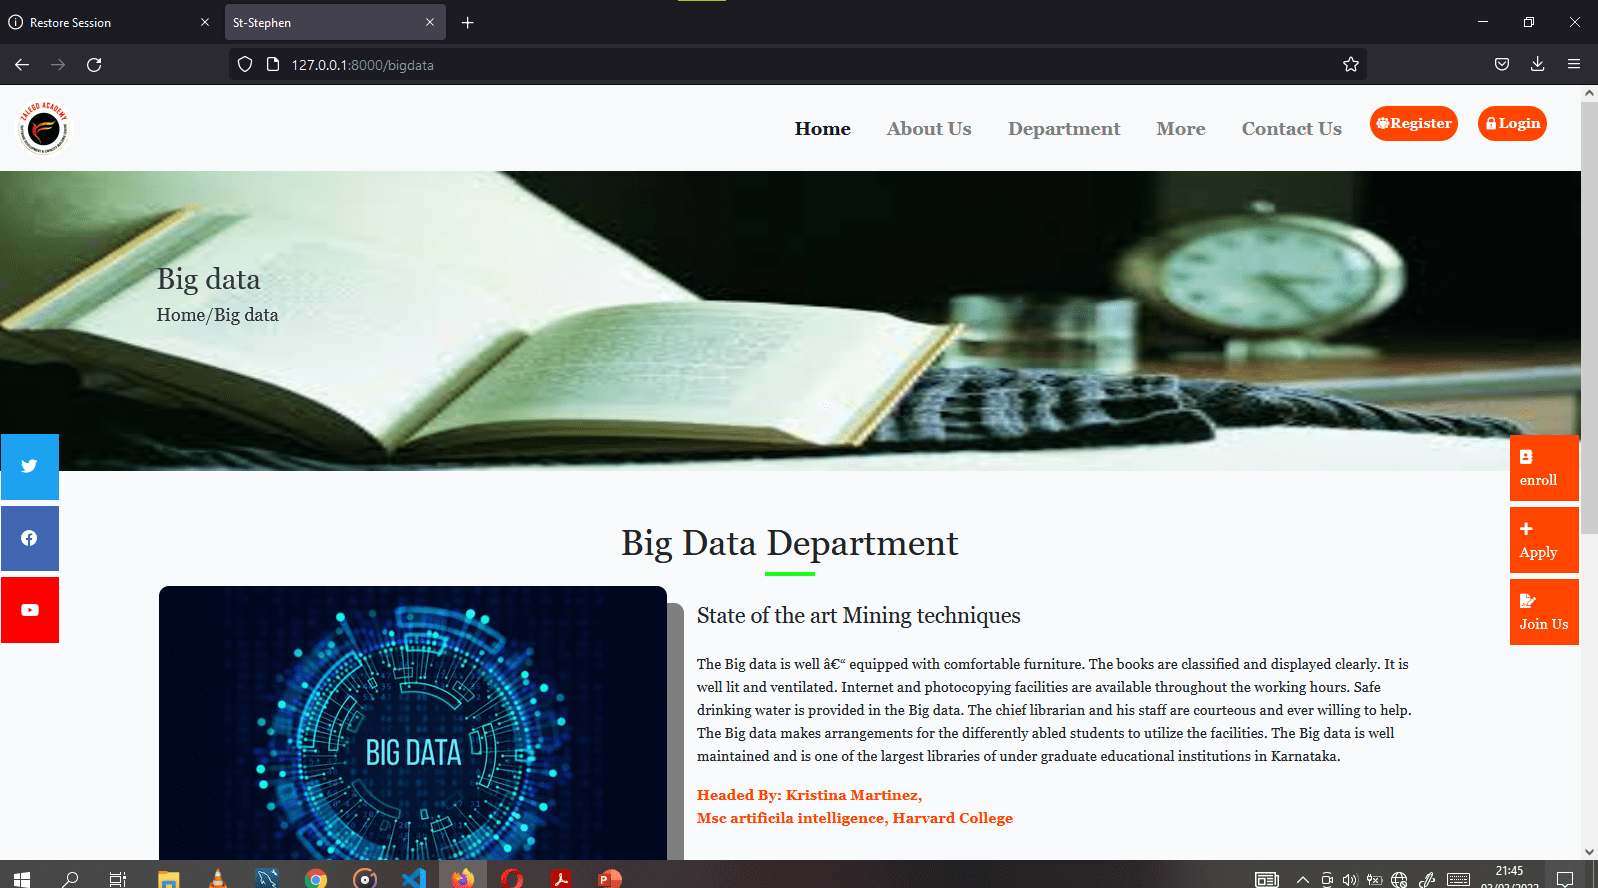 Restore Session
St-Stephen
127.0.0.1:8000/bigdata
ZALEGO ACADEMY
Home
About Us
Department
More
Contact Us
Register
Login
Big data
Home/Big data
enroll
Apply
Join Us
Big Data Department
BIG DATA
State of the art Mining techniques
The Big data is well â€“ equipped with comfortable furniture. The books are classified and displayed clearly. It is
well lit and ventilated. Internet and photocopying facilities are available throughout the working hours. Safe
drinking water is provided in the Big data. The chief librarian and his staff are courteous and ever willing to help.
The Big data makes arrangements for the differently abled students to utilize the facilities. The Big data is well
maintained and is one of the largest libraries of under graduate educational institutions in Karnataka.
Headed By: Kristina Martinez,
Msc artificila intelligence, Harvard College
21:45